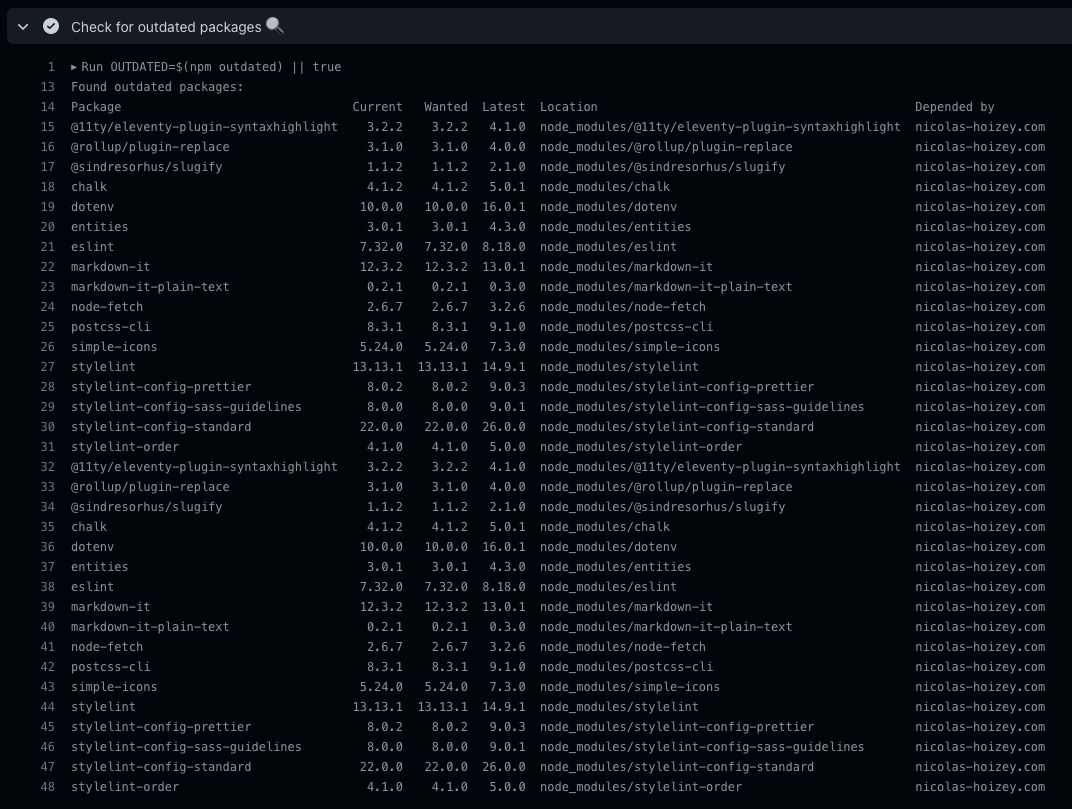 Check for outdated packages 🔍
1 ▸ Run OUTDATED=$(npm outdated) || true
13 Found outdated packages:
14 Package Current Wanted Latest Location Depended by
15 @11ty/eleventy-plugin-syntaxhighlight 3.2.2 3.2.2 4.1.0 node_modules/@11ty/eleventy-plugin-syntaxhighlight nicolas-hoizey.com
16 @rollup/plugin-replace 3.1.0 3.1.0 4.0.0 node_modules/@rollup/plugin-replace nicolas-hoizey.com
17 @sindresorhus/slugify 1.1.2 1.1.2 2.1.0 node_modules/@sindresorhus/slugify nicolas-hoizey.com
18 chalk 4.1.2 4.1.2 5.0.1 node_modules/chalk nicolas-hoizey.com
19 dotenv 10.0.0 10.0.0 16.0.1 node_modules/dotenv nicolas-hoizey.com
20 entities 3.0.1 3.0.1 4.3.0 node_modules/entities nicolas-hoizey.com
21 eslint 7.32.0 7.32.0 8.18.0 node_modules/eslint nicolas-hoizey.com
22 markdown-it 12.3.2 12.3.2 13.0.1 node_modules/markdown-it nicolas-hoizey.com
23 markdown-it-plain-text 0.2.1 0.2.1 0.3.0 node_modules/markdown-it-plain-text nicolas-hoizey.com
24 node-fetch 2.6.7 2.6.7 3.2.6 node_modules/node-fetch nicolas-hoizey.com
25 postcss-cli 8.3.1 8.3.1 9.1.0 node_modules/postcss-cli nicolas-hoizey.com
26 simple-icons 5.24.0 5.24.0 7.3.0 node_modules/simple-icons nicolas-hoizey.com
27 stylelint 13.13.1 13.13.1 14.9.1 node_modules/stylelint nicolas-hoizey.com
28 stylelint-config-prettier 8.0.2 8.0.2 9.0.3 node_modules/stylelint-config-prettier nicolas-hoizey.com
29 stylelint-config-sass-guidelines 8.0.0 8.0.0 9.0.1 node_modules/stylelint-config-sass-guidelines nicolas-hoizey.com
30 stylelint-config-standard 22.0.0 22.0.0 26.0.0 node_modules/stylelint-config-standard nicolas-hoizey.com
31 stylelint-order 4.1.0 4.1.0 5.0.0 node_modules/stylelint-order nicolas-hoizey.com
32 @11ty/eleventy-plugin-syntaxhighlight 3.2.2 3.2.2 4.1.0 node_modules/@11ty/eleventy-plugin-syntaxhighlight nicolas-hoizey.com
33 @rollup/plugin-replace 3.1.0 3.1.0 4.0.0 node_modules/@rollup/plugin-replace nicolas-hoizey.com
34 @sindresorhus/slugify 1.1.2 1.1.2 2.1.0 node_modules/@sindresorhus/slugify nicolas-hoizey.com
35 chalk 4.1.2 4.1.2 5.0.1 node_modules/chalk nicolas-hoizey.com
36 dotenv 10.0.0 10.0.0 16.0.1 node_modules/dotenv nicolas-hoizey.com
37 entities 3.0.1 3.0.1 4.3.0 node_modules/entities nicolas-hoizey.com
38 eslint 7.32.0 7.32.0 8.18.0 node_modules/eslint nicolas-hoizey.com
39 markdown-it 12.3.2 12.3.2 13.0.1 node_modules/markdown-it nicolas-hoizey.com
40 markdown-it-plain-text 0.2.1 0.2.1 0.3.0 node_modules/markdown-it-plain-text nicolas-hoizey.com
41 node-fetch 2.6.7 2.6.7 3.2.6 node_modules/node-fetch nicolas-hoizey.com
42 postcss-cli 8.3.1 8.3.1 9.1.0 node_modules/postcss-cli nicolas-hoizey.com
43 simple-icons 5.24.0 5.24.0 7.3.0 node_modules/simple-icons nicolas-hoizey.com
44 stylelint 13.13.1 13.13.1 14.9.1 node_modules/stylelint nicolas-hoizey.com
45 stylelint-config-prettier 8.0.2 8.0.2 9.0.3 node_modules/stylelint-config-prettier nicolas-hoizey.com
46 stylelint-config-sass-guidelines 8.0.0 8.0.0 9.0.1 node_modules/stylelint-config-sass-guidelines nicolas-hoizey.com
47 stylelint-config-standard 22.0.0 22.0.0 26.0.0 node_modules/stylelint-config-standard nicolas-hoizey.com
48 stylelint-order 4.1.0 4.1.0 5.0.0 node_modules/stylelint-order nicolas-hoizey.com